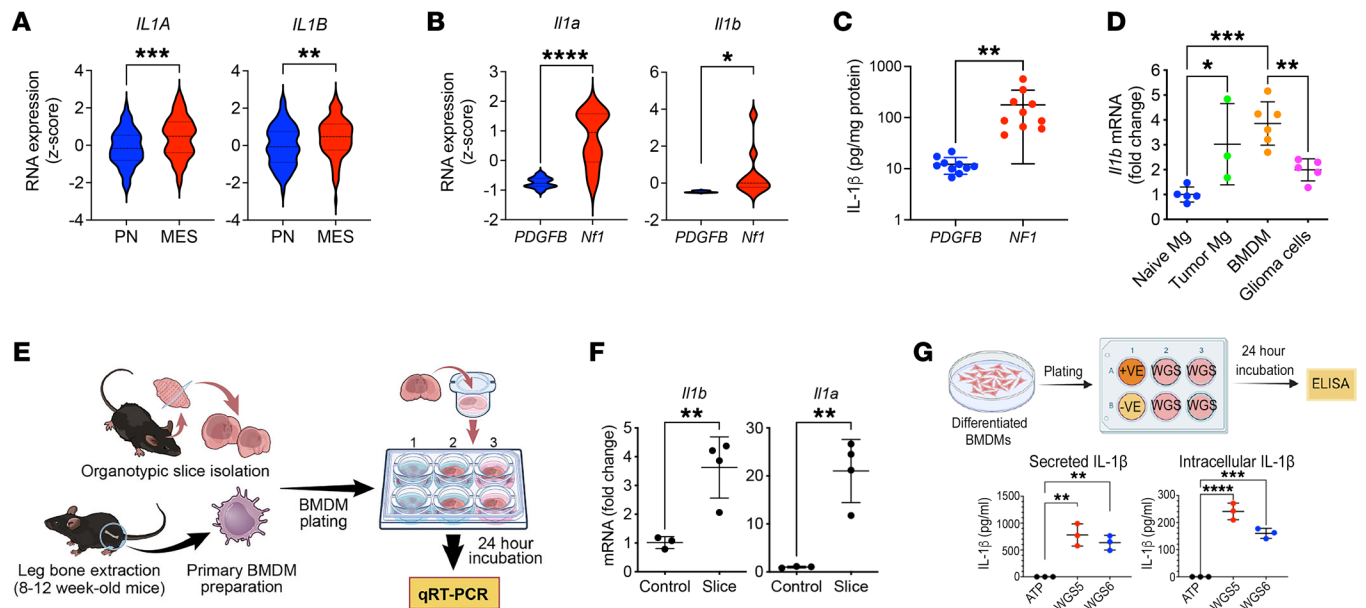 A
IL1A
***
RNA expression
(z-score)
4
2
0
-2
-4
PN
MES
IL1B
**
4
2
0
-2
-4
PN
MES
B
Il1a
****
RNA expression
(z-score)
3
2
1
0
-1
-2
PDGFB
Nf1
Il1b
*
6
4
2
0
-2
PDGFB
Nf1
C
**
IL-1β (pg/mg protein)
1000
100
10
1
PDGFB
NF1
D
***
*
**
Il1b mRNA
(fold change)
6
5
4
3
2
1
0
Naive Mg
Tumor Mg
BMDM
Glioma cells
E
Organotypic slice isolation
Leg bone extraction
(8-12 week-old mice)
Primary BMDM
preparation
BMDM
plating
1 2 3
24 hour
incubation
qRT-PCR
F
Il1b
**
mRNA (fold change)
5
4
3
2
1
0
Control
Slice
Il1a
**
30
20
10
0
Control
Slice
G
Differentiated
BMDMs
Plating
1 2 3
A
+VE
WGS
WGS
B
-VE
WGS
WGS
24 hour
incubation
ELISA
Secreted IL-1β
**
**
IL-1β (pg/ml)
1500
1000
500
0
ATP
WGS5
WGS6
Intracellular IL-1β
***
****
IL-1β (pg/ml)
300
200
100
0
ATP
WGS5
WGS6